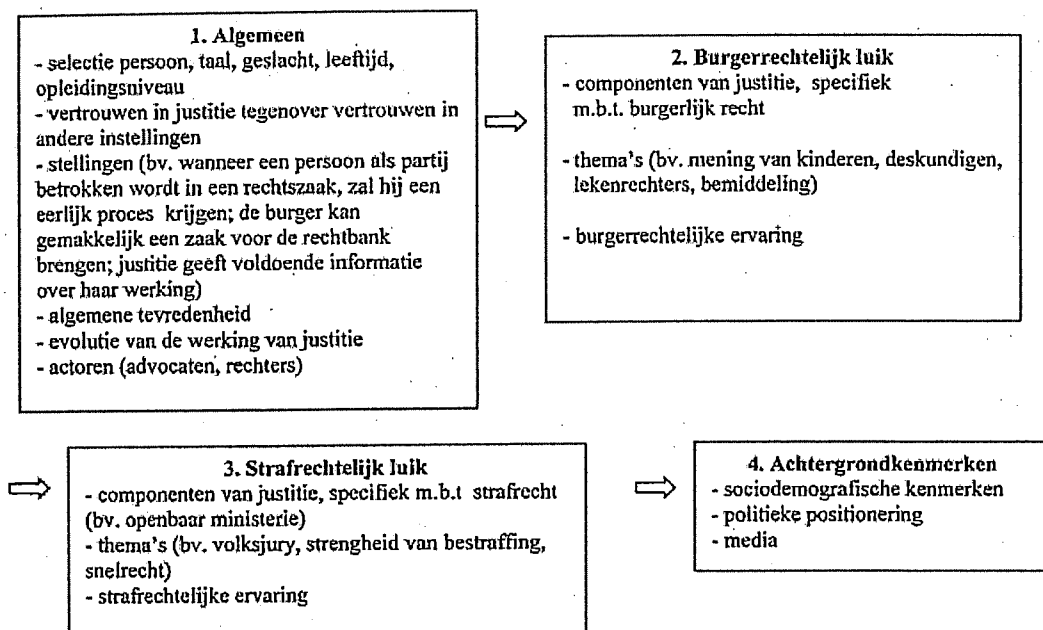 1. Algemeen
- selectie persoon, taal, geslacht, leeftijd,
opleidingsniveau
- vertrouwen in justitie tegenover vertrouwen in
andere instellingen
- stellingen (bv. wanneer een persoon als partij
betrokken wordt in een rechtszaak, zal hij een
eerlijk proces krijgen; de burger kan
gemakkelijk een zaak voor de rechtbank
brengen; justitie geeft voldoende informatie
over haar werking)
- algemene tevredenheid
- evolutie van de werking van justitie
- actoren (advocaten, rechters)
2. Burgerrechtelijk luik
- componenten van justitie, specifiek
m.b.t. burgerlijk recht
- thema's (bv. mening van kinderen, deskundigen,
lekenrechters, bemiddeling)
- burgerrechtelijke ervaring
3. Strafrechtelijk luik
- componenten van justitie, specifiek m.b.t strafrecht
(bv. openbaar ministerie)
- thema's (bv. volksjury, strengheid van bestraffing,
snelrecht)
- strafrechtelijke ervaring
4. Achtergrondkenmerken
- sociodemografische kenmerken
- politieke positionering
- media